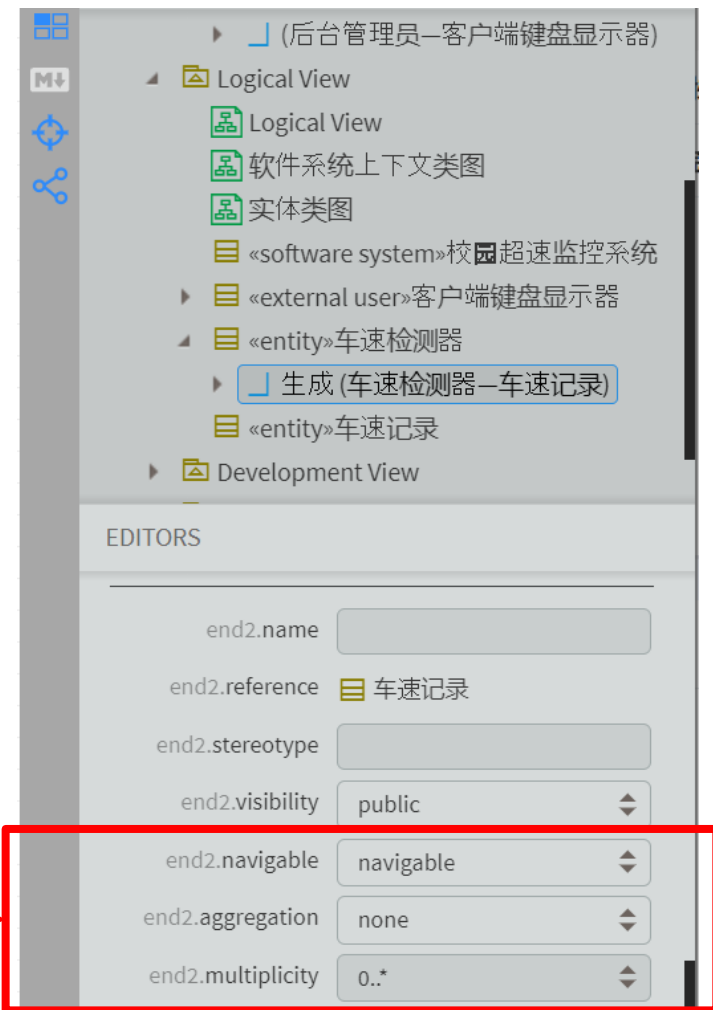 (后台管理员—客户端键盘显示器)
M↓
Logical View
Logical View
软件系统上下文类图
实体类图
«software system»校园超速监控系统
«external user»客户端键盘显示器
«entity»车速检测器
生成 (车速检测器—车速记录)
«entity»车速记录
Development View
EDITORS
end2.name
end2.reference 车速记录
end2.stereotype
end2.visibility public
end2.navigable navigable
end2.aggregation none
end2.multiplicity 0..*